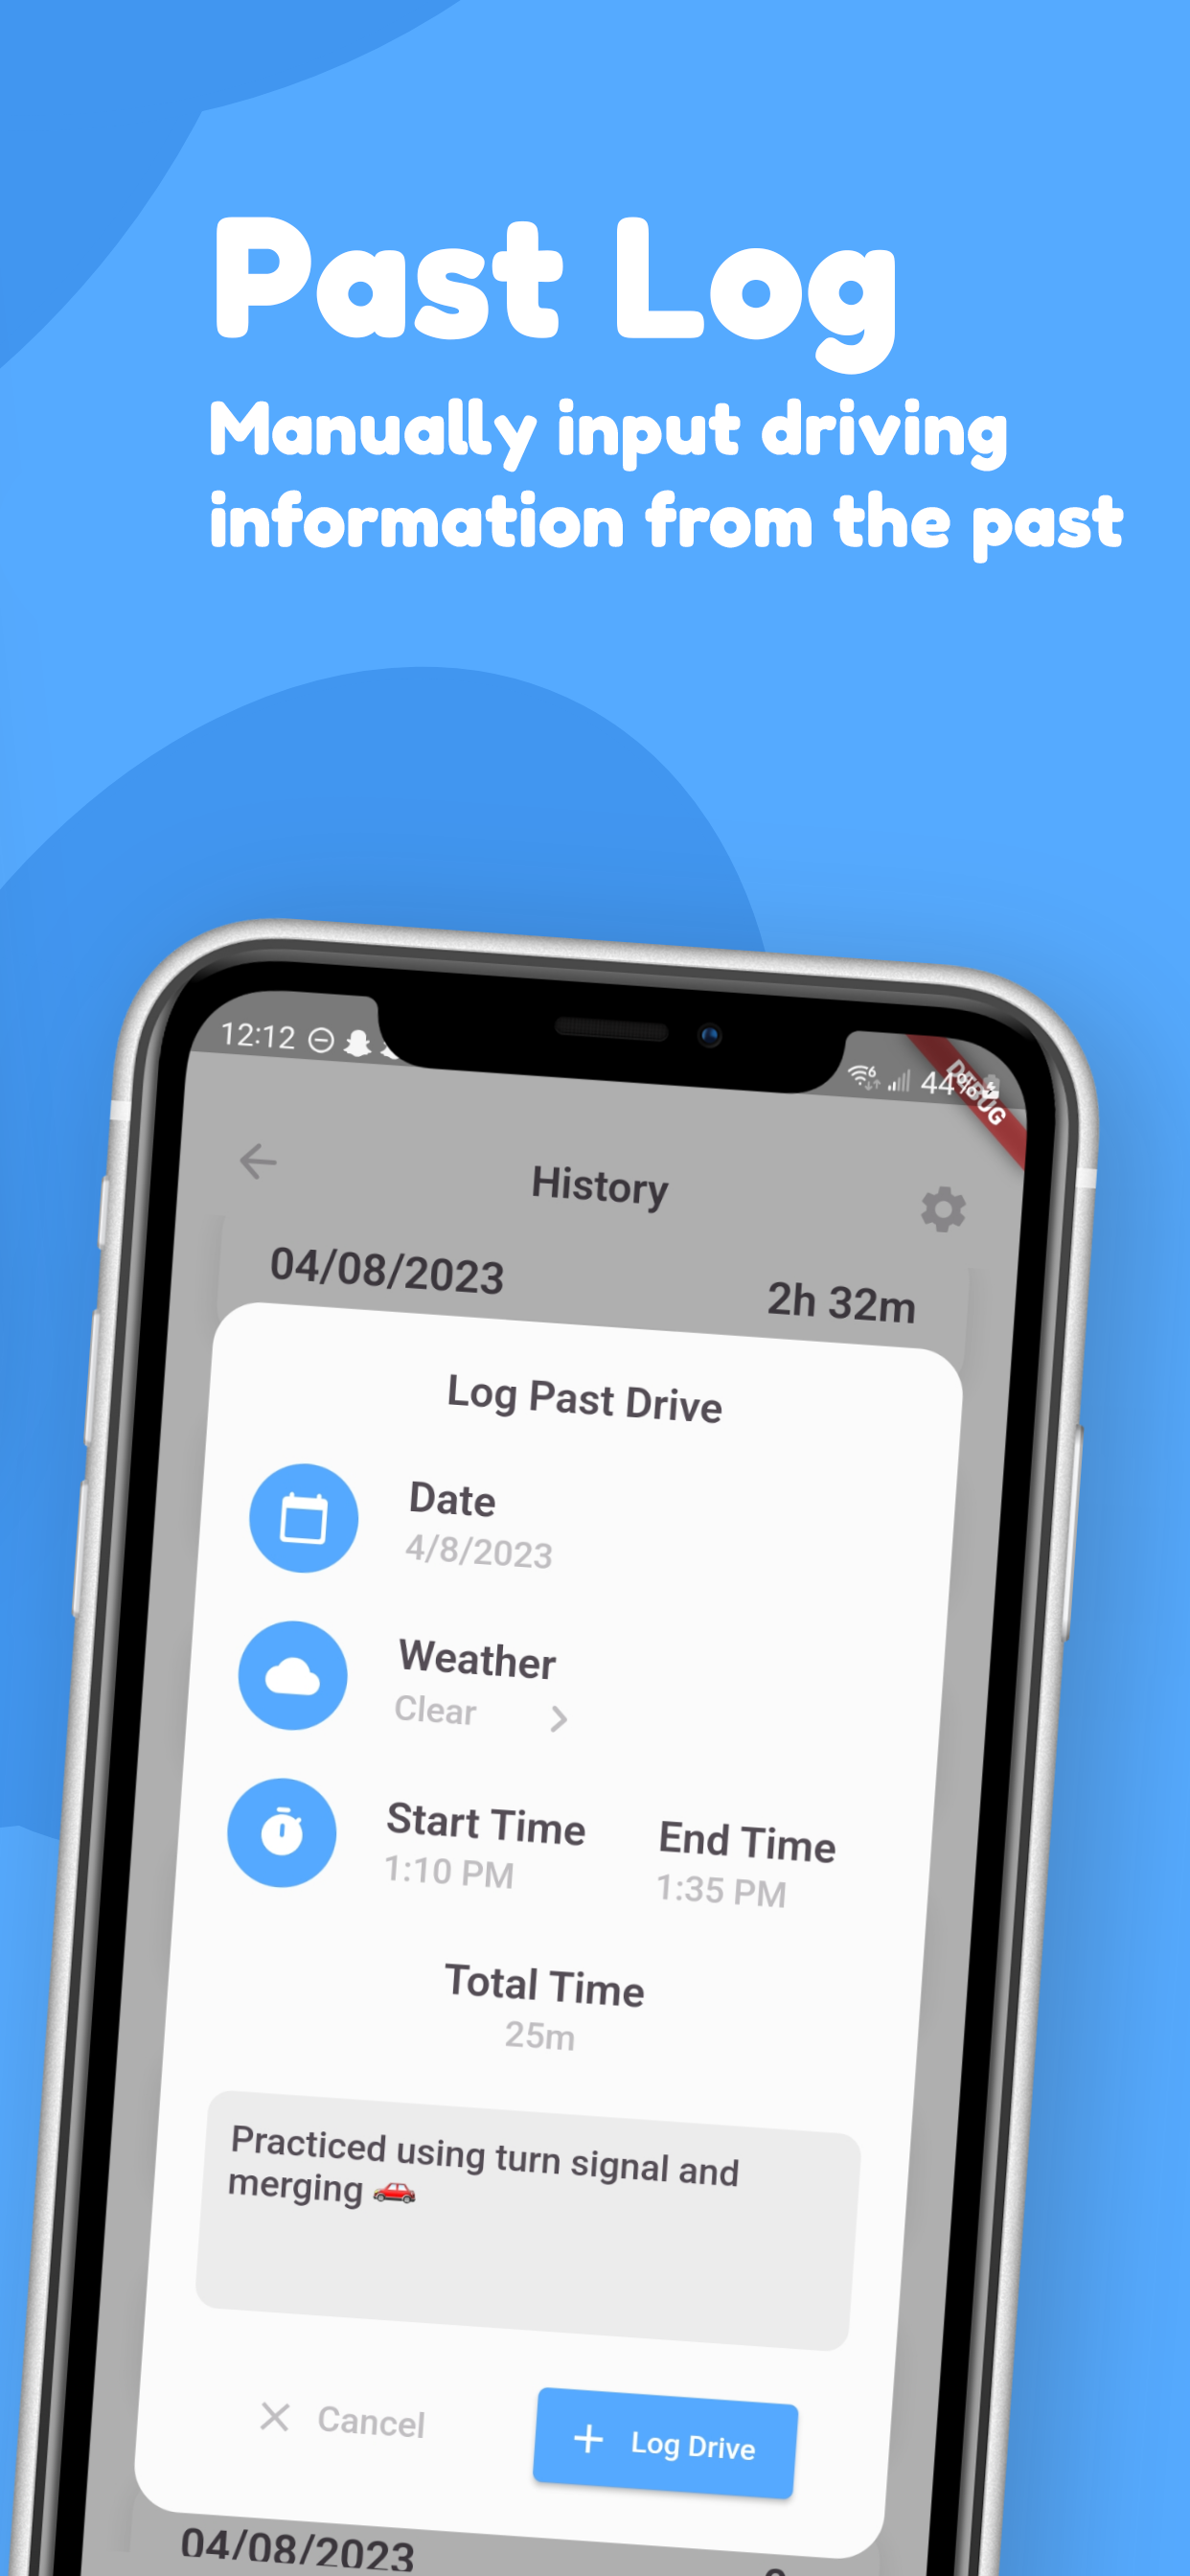 Past Log
Manually input driving
information from the past
12:12
44%
DEBUG
History
04/08/2023
2h 32m
Log Past Drive
Date
4/8/2023
Weather
Clear
Start Time
End Time
1:10 PM
1:35 PM
Total Time
25m
Practiced using turn signal and
merging 🚗
Cancel
Log Drive
04/08/2023